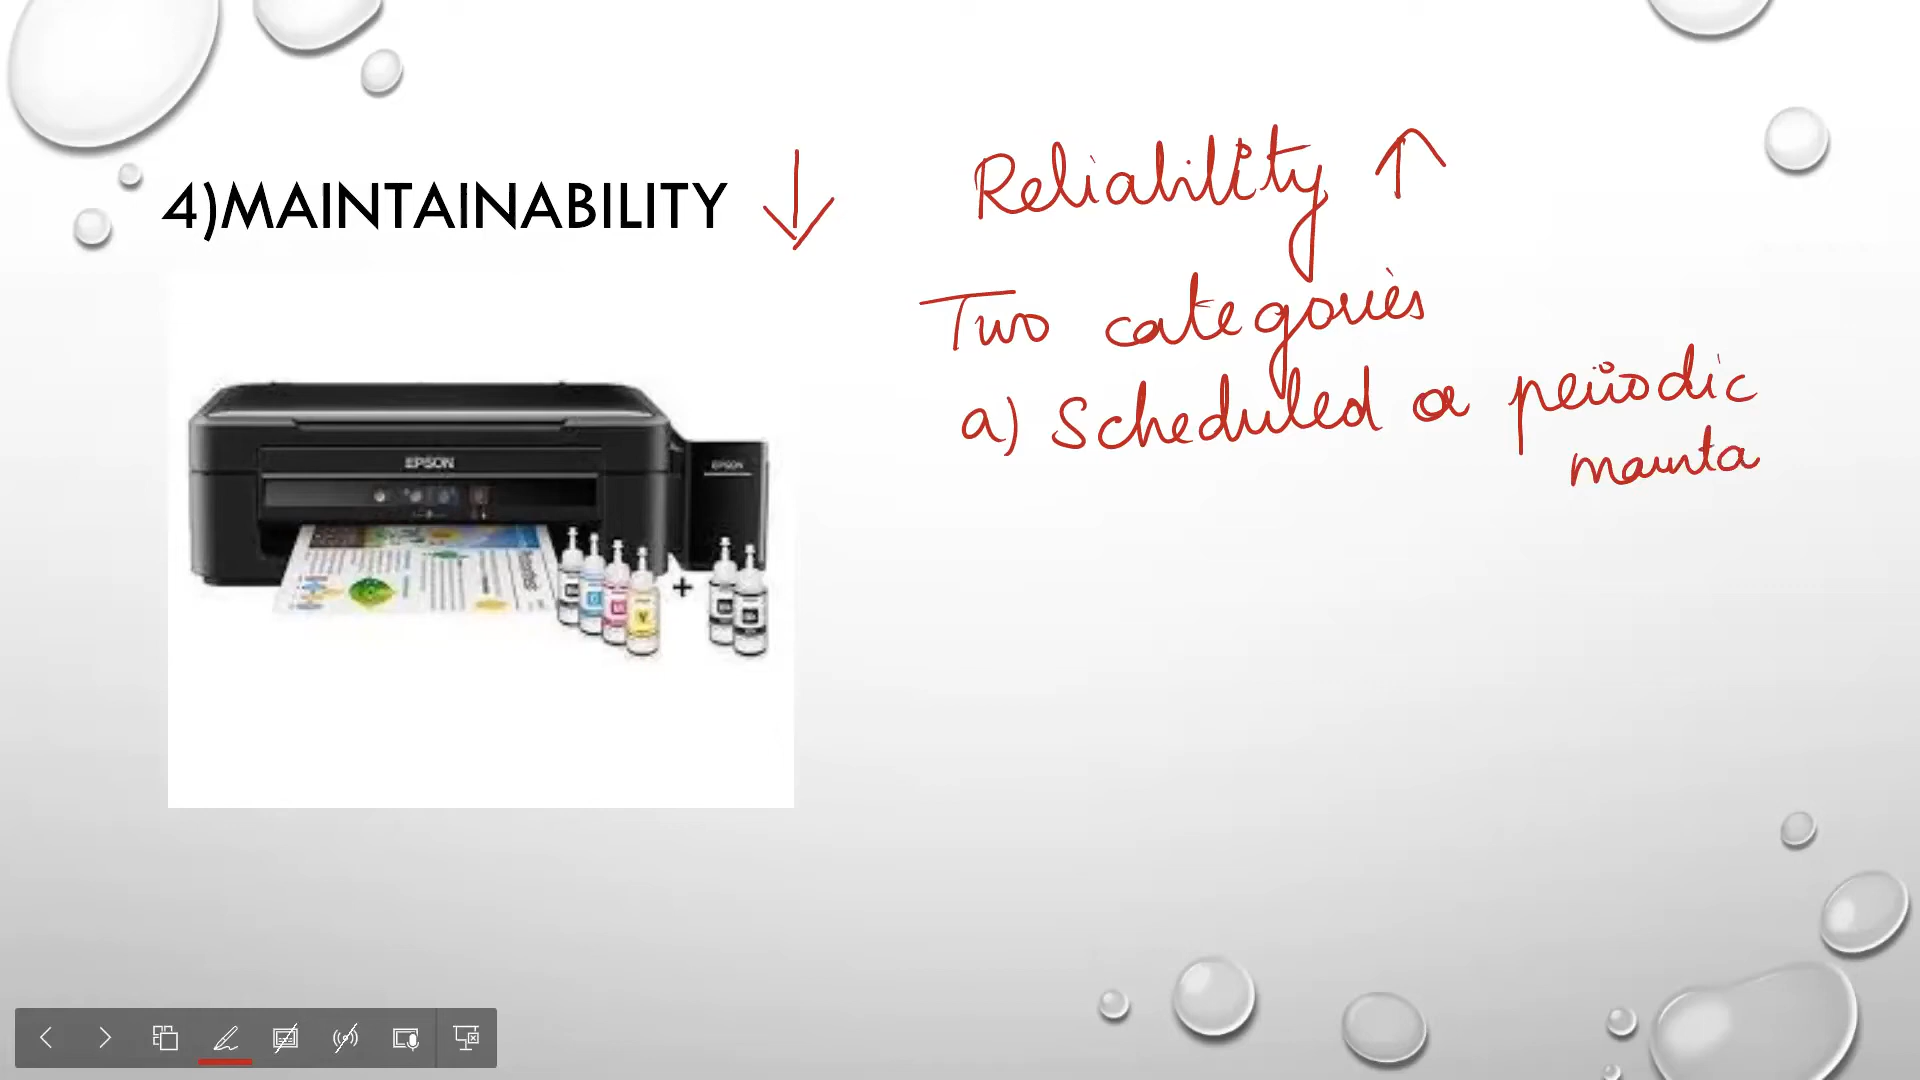 4)MAINTAINABILITY ↓
Reliability ↑
Two categories
a) Scheduled or periodic
mainta
EPSON
EPSON
+